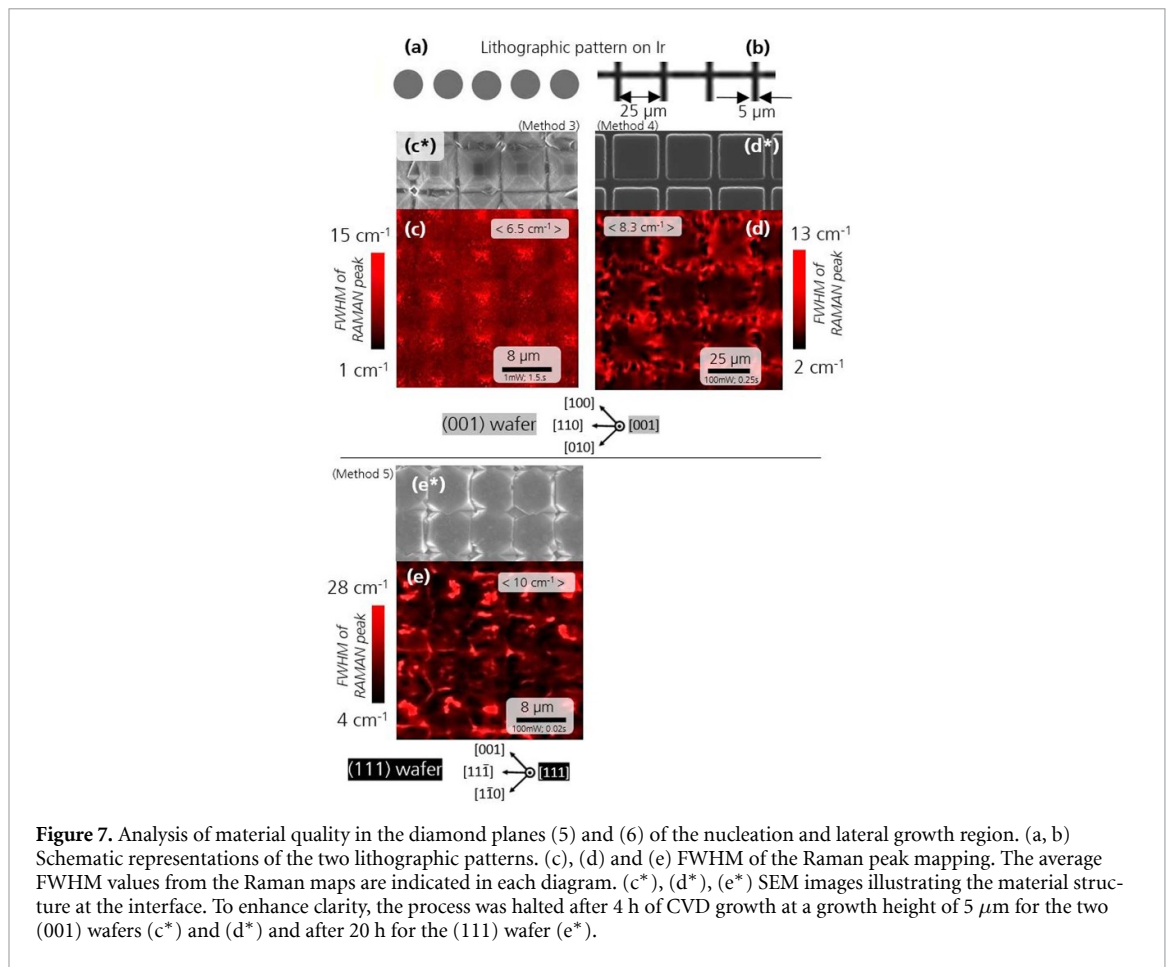 (a) Lithographic pattern on Ir (b)
25 µm 5 µm
(Method 3) (Method 4)
(c*) (d*)
15 cm⁻¹ (c) < 6.5 cm⁻¹ > < 8.3 cm⁻¹ > (d) 13 cm⁻¹
FWHM of
RAMAN peak
FWHM of
RAMAN peak
8 µm
1mW; 1.5.s
25 µm
100mW; 0.25s
1 cm⁻¹ 2 cm⁻¹
[100]
(001) wafer [110] [001]
[010]
(Method 5)
(e*)
28 cm⁻¹ (e) < 10 cm⁻¹ >
FWHM of
RAMAN peak
8 µm
100mW; 0.02s
4 cm⁻¹
[001]
(111) wafer [111̄] [111]
[11̄0]
Figure 7. Analysis of material quality in the diamond planes (5) and (6) of the nucleation and lateral growth region. (a, b)
Schematic representations of the two lithographic patterns. (c), (d) and (e) FWHM of the Raman peak mapping. The average
FWHM values from the Raman maps are indicated in each diagram. (c*), (d*), (e*) SEM images illustrating the material struc-
ture at the interface. To enhance clarity, the process was halted after 4 h of CVD growth at a growth height of 5 µm for the two
(001) wafers (c*) and (d*) and after 20 h for the (111) wafer (e*).